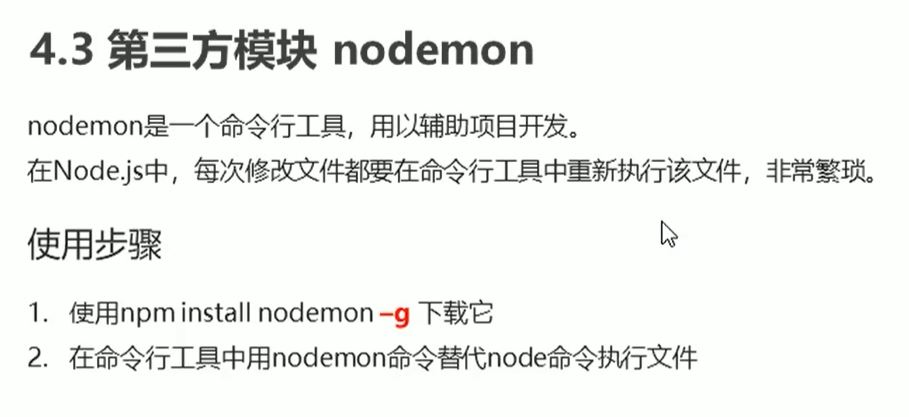 4.3 第三方模块 nodemon
nodemon是一个命令行工具，用以辅助项目开发。
在Node.js中，每次修改文件都要在命令行工具中重新执行该文件，非常繁琐。
使用步骤
1. 使用npm install nodemon –g 下载它
2. 在命令行工具中用nodemon命令替代node命令执行文件